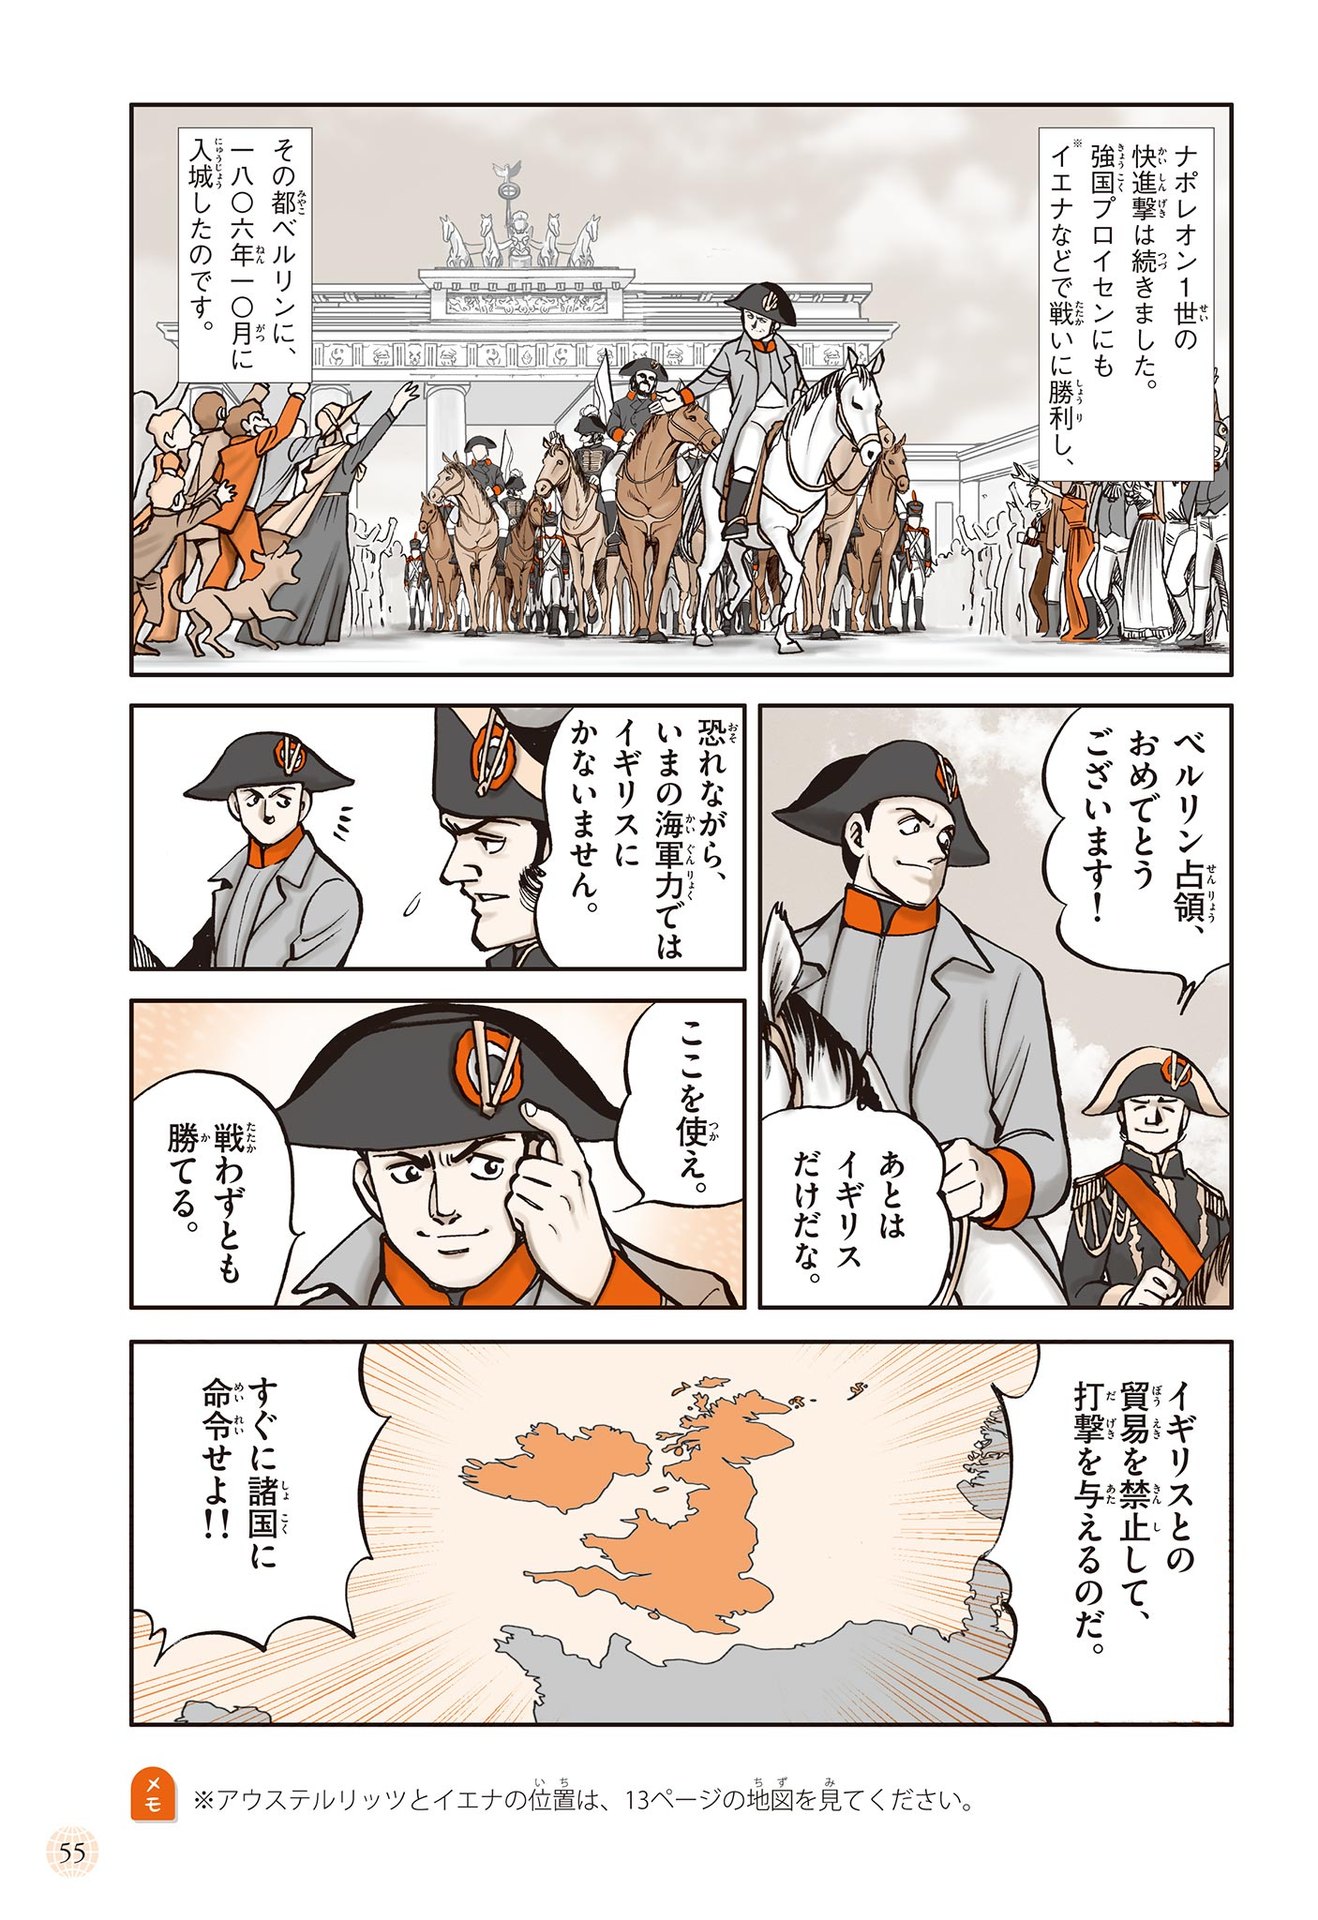 ナポレオン1世の
快進撃は続きました。
強国プロイセンにも
※イエナなどで戦いに勝利し、
その都ベルリンに、
一八〇六年一〇月に
入城したのです。
ベルリン占領、
おめでとう
ございます!
あとは
イギリス
だけだな。
恐れながら、
いまの海軍力では
イギリスに
かないません。
ここを使え。
戦わずとも
勝てる。
イギリスとの
貿易を禁止して、
打撃を与えるのだ。
すぐに諸国に
命令せよ!!
メモ
※アウステルリッツとイエナの位置は、13ページの地図を見てください。
55